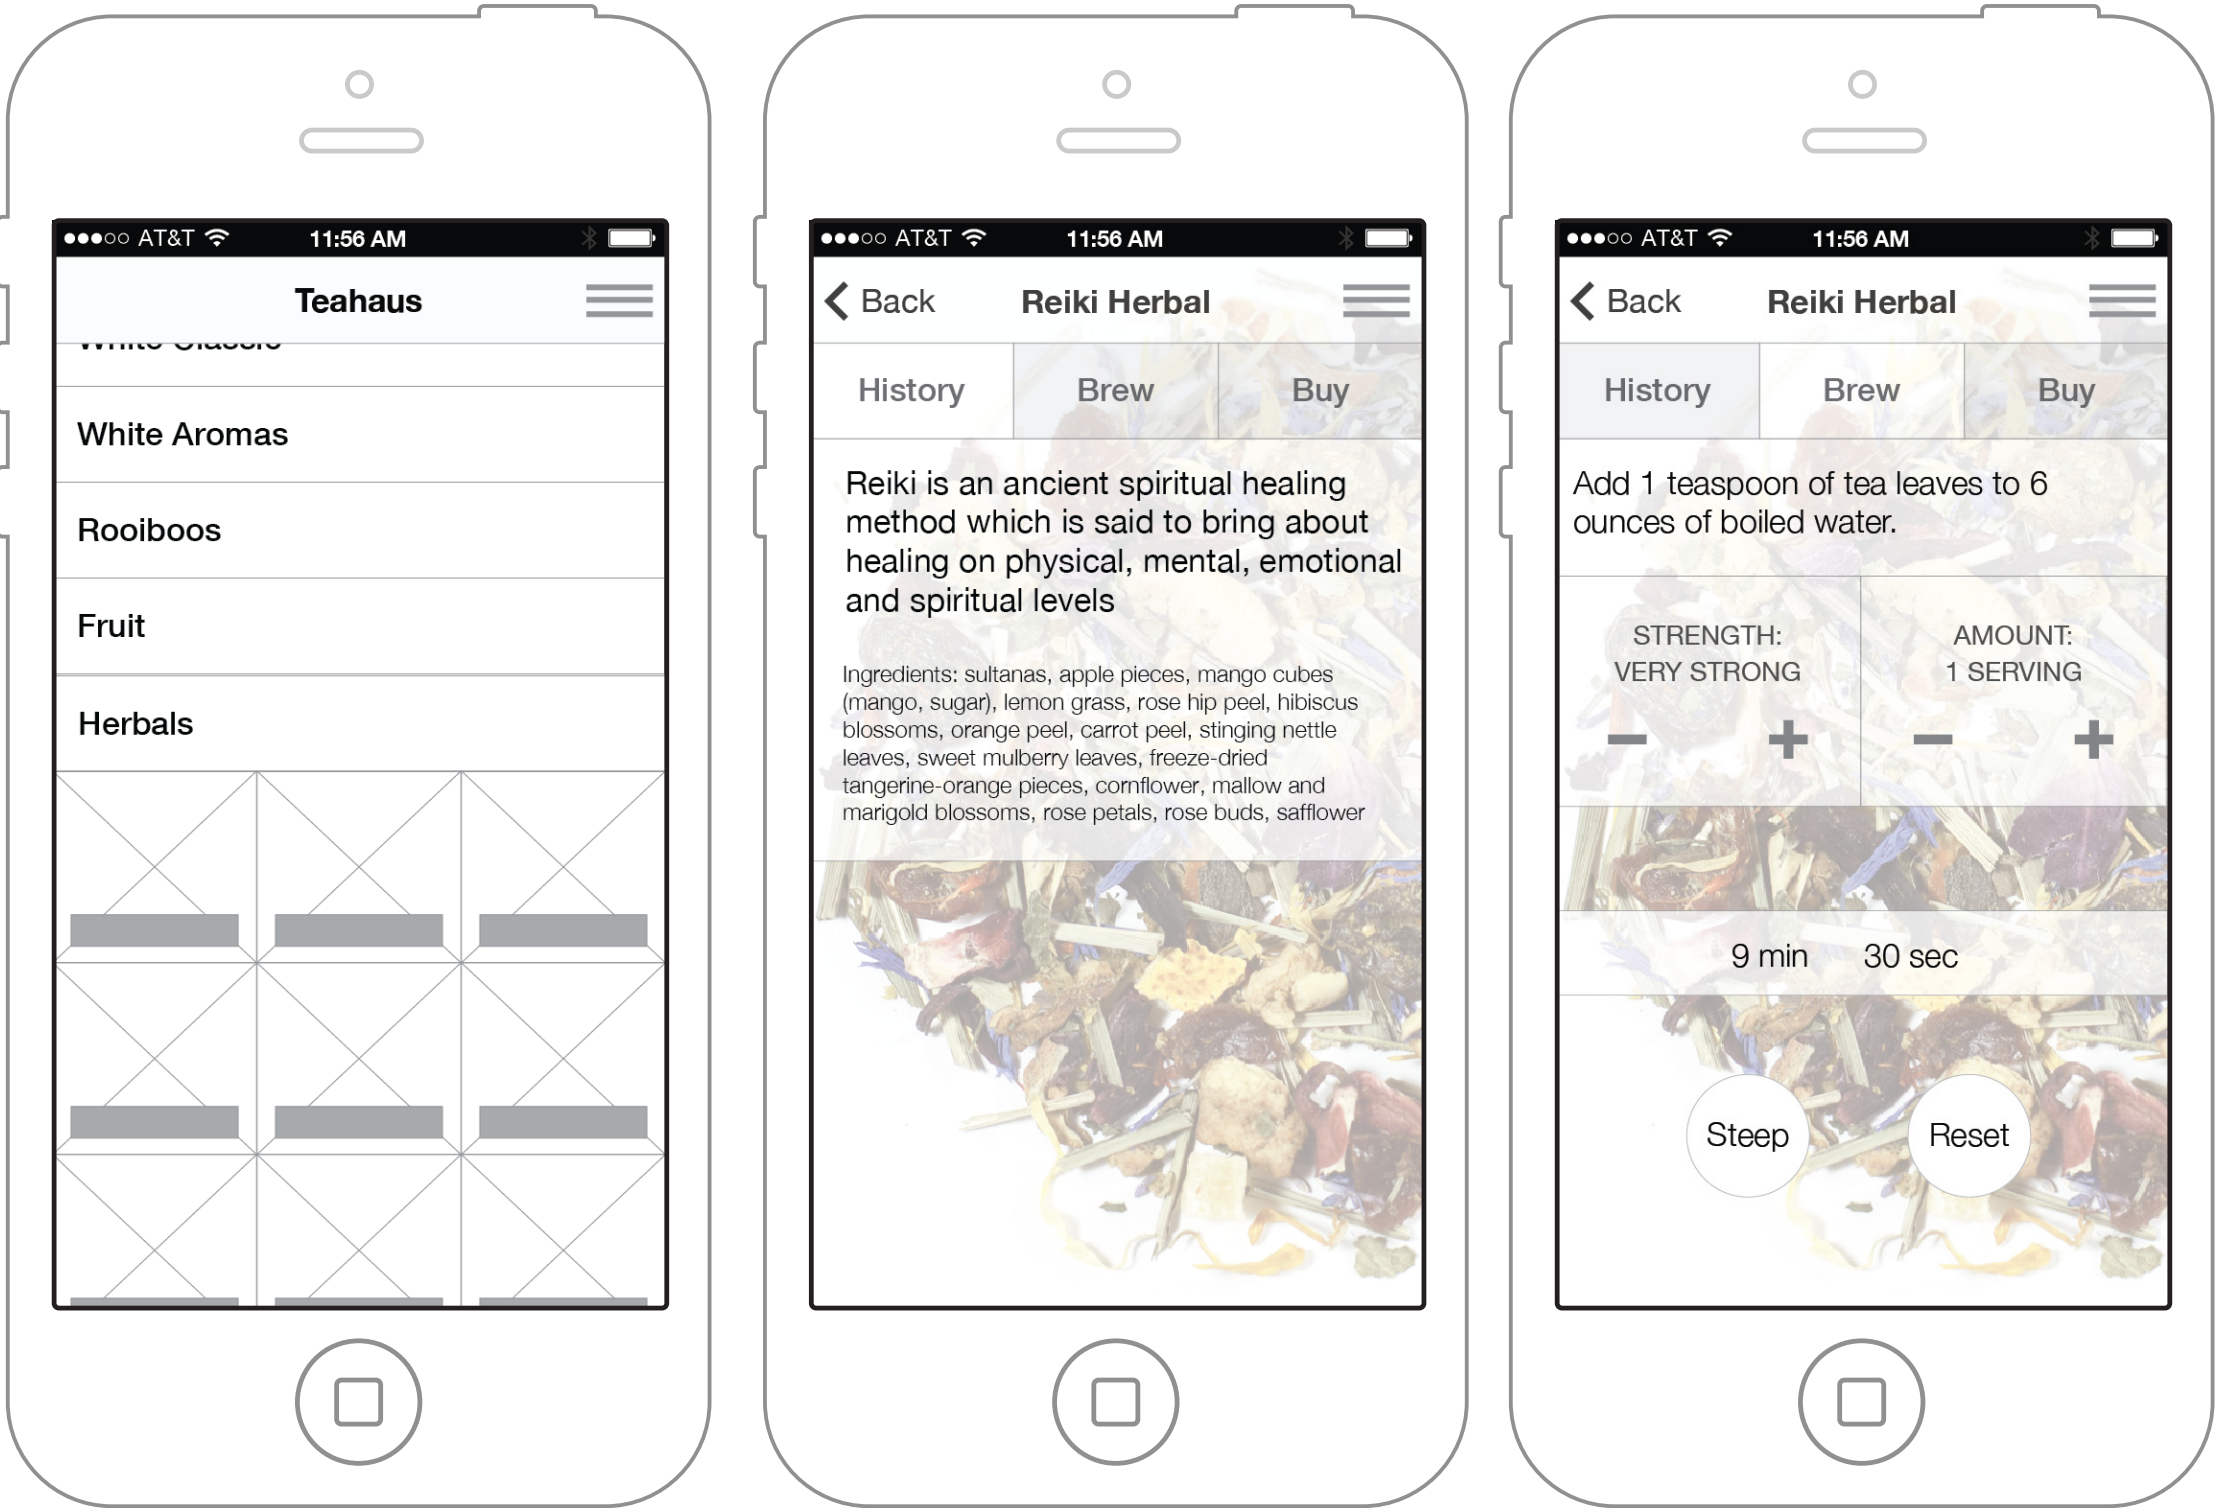 AT&T 11:56 AM
Teahaus
White Classic
White Aromas
Rooiboos
Fruit
Herbals
AT&T 11:56 AM
Back Reiki Herbal
History Brew Buy
Reiki is an ancient spiritual healing
method which is said to bring about
healing on physical, mental, emotional
and spiritual levels
Ingredients: sultanas, apple pieces, mango cubes
(mango, sugar), lemon grass, rose hip peel, hibiscus
blossoms, orange peel, carrot peel, stinging nettle
leaves, sweet mulberry leaves, freeze-dried
tangerine-orange pieces, cornflower, mallow and
marigold blossoms, rose petals, rose buds, safflower
AT&T 11:56 AM
Back Reiki Herbal
History Brew Buy
Add 1 teaspoon of tea leaves to 6
ounces of boiled water.
STRENGTH:
VERY STRONG
AMOUNT:
1 SERVING
9 min 30 sec
Steep Reset